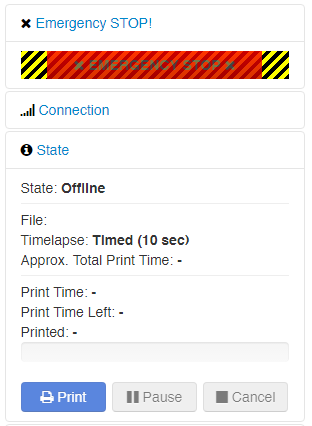 Emergency STOP!
EMERGENCY STOP
Connection
State
State: Offline
File:
Timelapse: Timed (10 sec)
Approx. Total Print Time: -
Print Time: -
Print Time Left: -
Printed: -
Print Pause Cancel